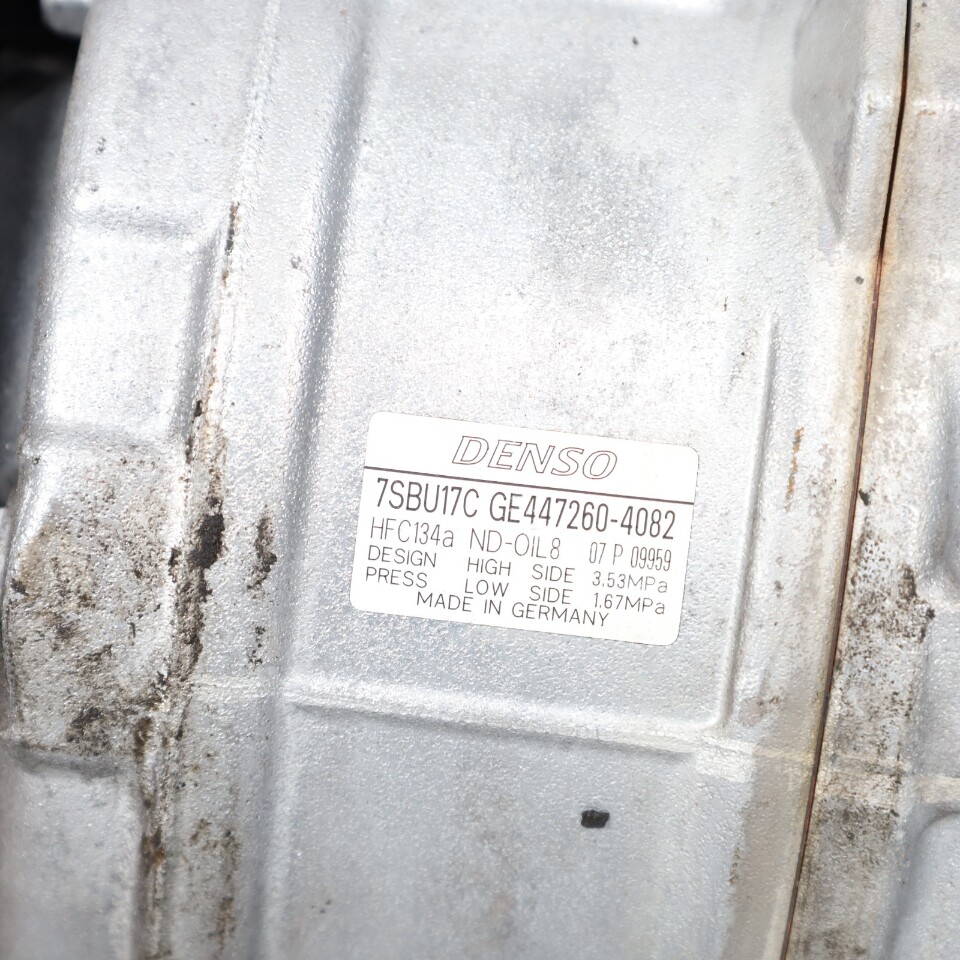 DENSO
7SBU17C GE447260-4082
HFC134a ND-OIL8 07 P 09959
DESIGN HIGH SIDE 3.53MPa
PRESS LOW SIDE 1.67MPa
MADE IN GERMANY